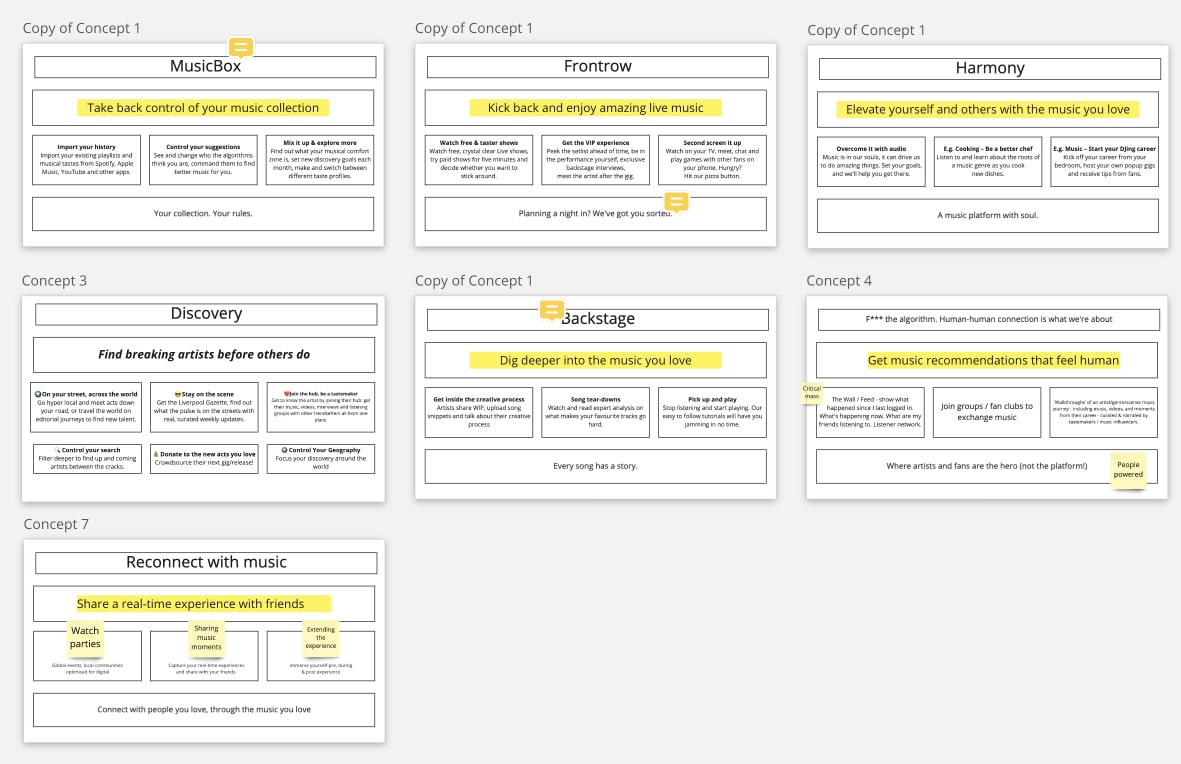 Copy of Concept 1
MusicBox
Take back control of your music collection
Import your history
Import your existing playlists and
musical tastes from Spotify, Apple
Music, YouTube and other apps.
Control your suggestions
See and change who the algorithms
think you are, command them to find
better music for you.
Mix it up & explore more
Find out what your musical comfort
zone is, set new discovery goals each
month, make and switch between
different taste profiles.
Your collection. Your rules.
Copy of Concept 1
Frontrow
Kick back and enjoy amazing live music
Watch free & taster shows
Watch free, crystal clear Live shows,
try paid shows for five minutes and
decide whether you want to
stick around.
Get the VIP experience
Peek the setlist ahead of time, be in
the performance yourself, exclusive
backstage interviews,
meet the artist after the gig.
Second screen it up
Watch on your TV, meet, chat and
play games with other fans on
your phone. Hungry?
Hit our pizza button.
Planning a night in? We've got you sorted.
Copy of Concept 1
Harmony
Elevate yourself and others with the music you love
Overcome it with audio
Music is in our souls, it can drive us
to do amazing things. Set your goals,
and we'll help you get there.
E.g. Cooking – Be a better chef
Listen to and learn about the roots of
a music genre as you cook
new dishes.
E.g. Music – Start your DJing career
Kick off your career from your
bedroom, host your own popup gigs
and receive tips from fans.
A music platform with soul.
Concept 3
Discovery
Find breaking artists before others do
On your street, across the world
Go hyper local and meet acts down
your road, or travel the world on
editorial journeys to find new talent.
Stay on the scene
Get the Liverpool Gazette, find out
what the pulse is on the streets with
real, curated weekly updates.
Join the hub, be a tastemaker
Get to know the artist by joining their hub: get
their music, videos, interview and listening
groups with other trendsetters all from one
place.
Control your search
Filter deeper to find up and coming
artists between the cracks.
Donate to the new acts you love
Crowdsource their next gig/release!
Control Your Geography
Focus your discovery around the
world
Copy of Concept 1
Backstage
Dig deeper into the music you love
Get inside the creative process
Artists share WIP, upload song
snippets and talk about their creative
process
Song tear-downs
Watch and read expert analysis on
what makes your favourite tracks go
hard.
Pick up and play
Stop listening and start playing. Our
easy to follow tutorials will have you
jamming in no time.
Every song has a story.
Concept 4
F*** the algorithm. Human-human connection is what we're about
Get music recommendations that feel human
Critical
mass
The Wall / Feed - show what
happened since I last logged in.
What's happening now. What are my
friends listening to. Listener network.
Join groups / fan clubs to
exchange music
'Walkthroughs' of an artist/genre/scenes music
journey - including music, videos, and moments
from their career - curated & narrated by
tastemakers / music influencers.
Where artists and fans are the hero (not the platform!)
People
powered
Concept 7
Reconnect with music
Share a real-time experience with friends
Watch
parties
Global events, local communities
optimised for digital
Sharing
music
moments
Capture your real-time experiences
and share with your friends
Extending
the
experience
Immerse yourself pre, during
& post experience
Connect with people you love, through the music you love